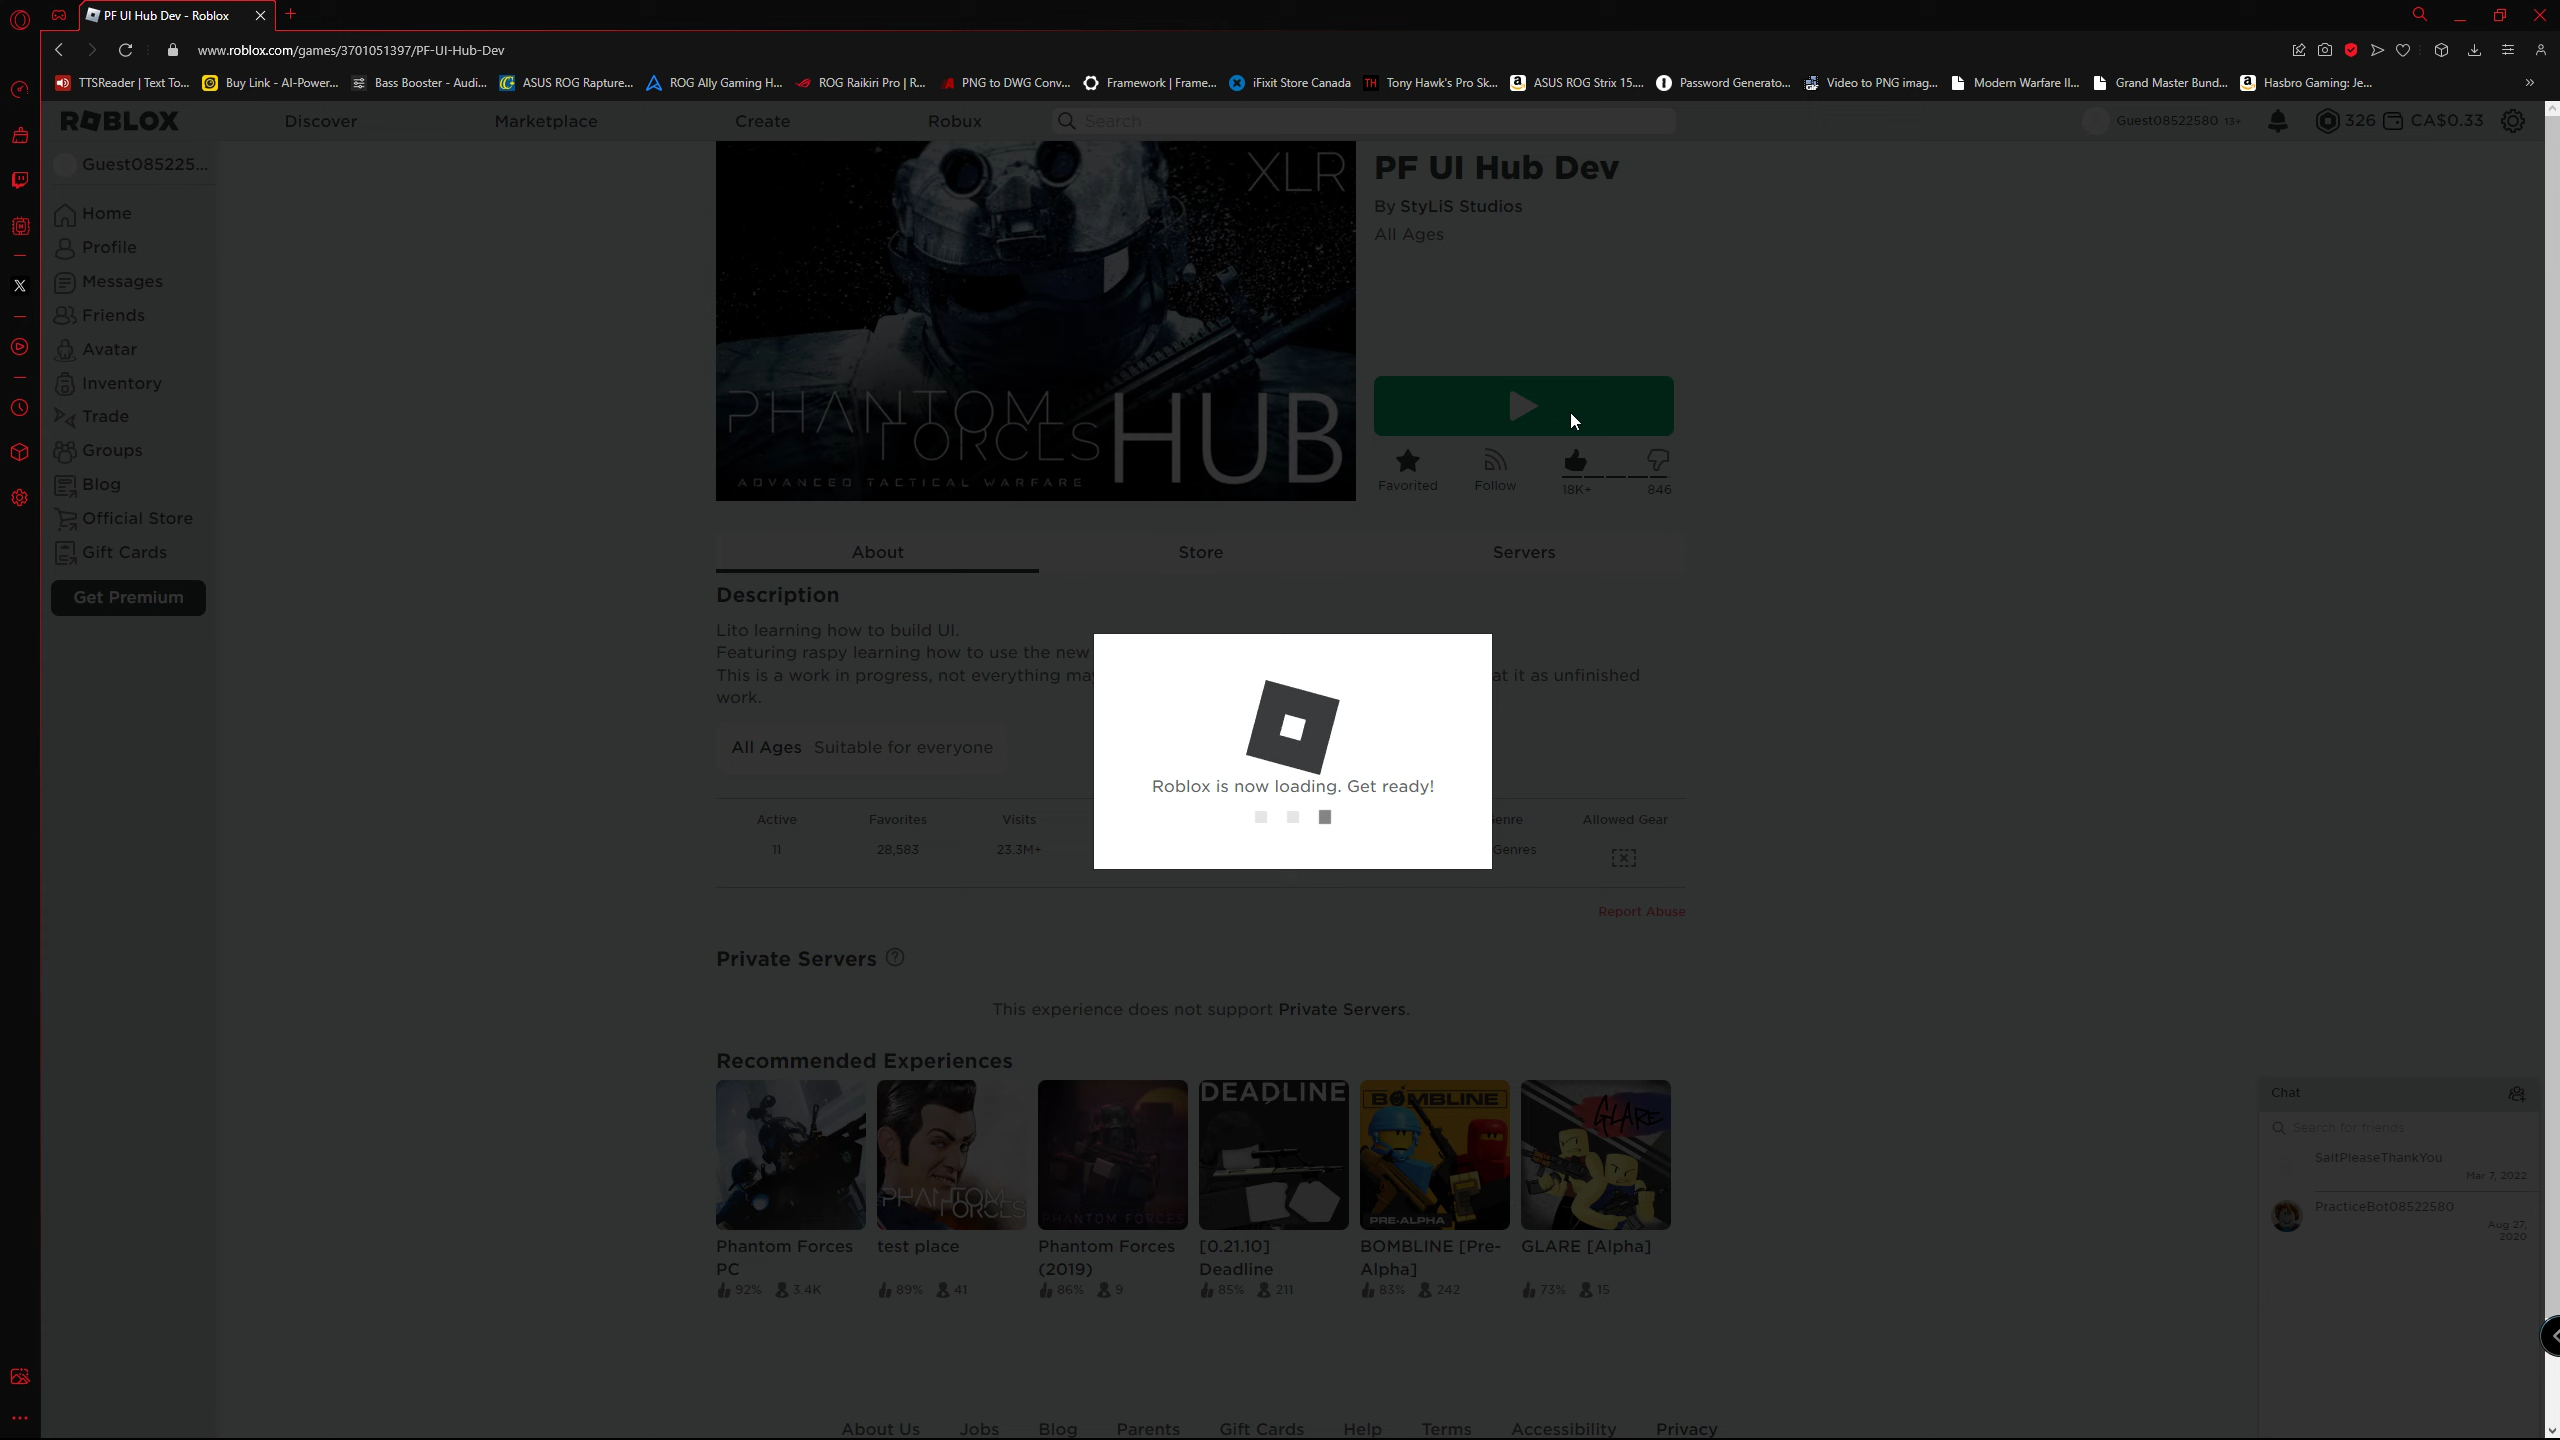 PF UI Hub Dev - Roblox
www.roblox.com/games/3701051397/PF-UI-Hub-Dev
TTSReader | Text To...
Buy Link - AI-Power...
Bass Booster - Audi...
ASUS ROG Rapture...
ROG Ally Gaming H...
ROG Raikiri Pro | R...
PNG to DWG Conv...
Framework | Frame...
iFixit Store Canada
Tony Hawk's Pro Sk...
ASUS ROG Strix 15....
Password Generato...
Video to PNG imag...
Modern Warfare II...
Grand Master Bund...
Hasbro Gaming: Je...
ROBLOX
Discover
Marketplace
Create
Robux
Search
Guest08522580 13+
326
CA$0.33
Guest085225...
Home
Profile
Messages
Friends
Avatar
Inventory
Trade
Groups
Blog
Official Store
Gift Cards
Get Premium
XLR
PHANTOM
FORCES
HUB
ADVANCED TACTICAL WARFARE
PF UI Hub Dev
By StyLiS Studios
All Ages
Favorited
Follow
18K+
846
About
Store
Servers
Description
Lito learning how to build UI.
Featuring raspy learning how to use the new
This is a work in progress, not everything ma
at it as unfinished
work.
All Ages Suitable for everyone
Roblox is now loading. Get ready!
Active
Favorites
Visits
enre
Allowed Gear
11
28,583
23.3M+
Genres
Report Abuse
Private Servers
This experience does not support Private Servers.
Recommended Experiences
PHANTOM
FORCES
PHANTOM FORCES
DEADLINE
BOMBLINE
PRE-ALPHA
GLARE
Phantom Forces
PC
92% 3.4K
test place
89% 41
Phantom Forces
(2019)
86% 9
[0.21.10]
Deadline
85% 211
BOMBLINE [Pre-
Alpha]
83% 242
GLARE [Alpha]
73% 15
Chat
Search for friends
SaltPleaseThankYou
Mar 7, 2022
PracticeBot08522580
Aug 27,
2020
About Us
Jobs
Blog
Parents
Gift Cards
Help
Terms
Accessibility
Privacy